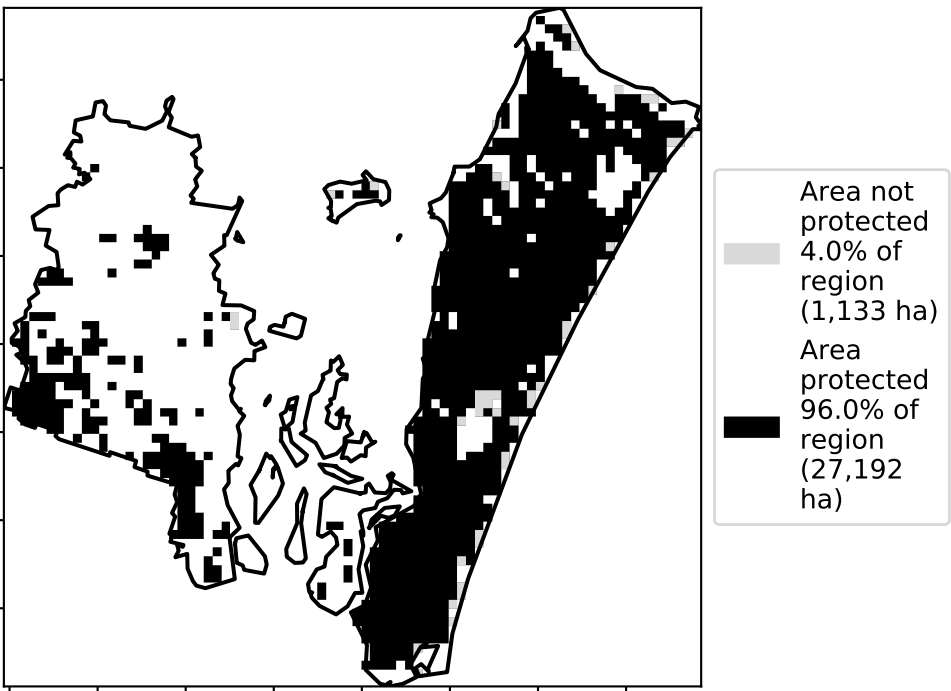 Area not
protected
4.0% of
region
(1,133 ha)
Area
protected
96.0% of
region
(27,192
ha)